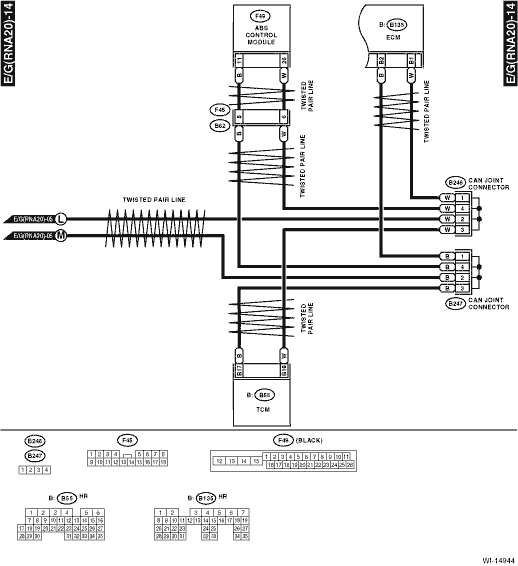 E/G(RNA20)-14
E/G(RNA20)-14
F49
ABS
CONTROL
MODULE
B: B135
ECM
11
26
B2
B1
B
W
B
W
TWISTED
PAIR LINE
TWISTED
PAIR LINE
F45
B62
5
6
B
W
TWISTED
PAIR LINE
TWISTED PAIR LINE
E/G(RNA20)-05 L
E/G(RNA20)-05 M
B246 CAN JOINT
CONNECTOR
W 1
W 4
W 2
W 3
B 1
B 4
B 2
B 3
B247 CAN JOINT
CONNECTOR
TWISTED
PAIR LINE
B
W
B17
B18
B: B55
TCM
B246
B247
1 2 3 4
F45
1 2 3 4 5 6 7 8
9 10 11 12 13 14 15 16 17 18
F49 (BLACK)
1 2 3 4 5 6 7 8 9 10 11
12 13 14 15
16 17 18 19 20 21 22 23 24 25 26
B: B55 HR
1 2 3 4 5 6
7 8 9 10 11 12 13 14 15 16
17 18 19 20 21 22 23 24 25 26 27
28 29 30 31 32 33 34 35
B: B135 HR
1 2 3 4 5 6 7
8 9 10 11 12 13 14 15 16 17 18 19
20 21 22 23 24 25 26 27
28 29 30 31 32 33 34 35
WI-14944